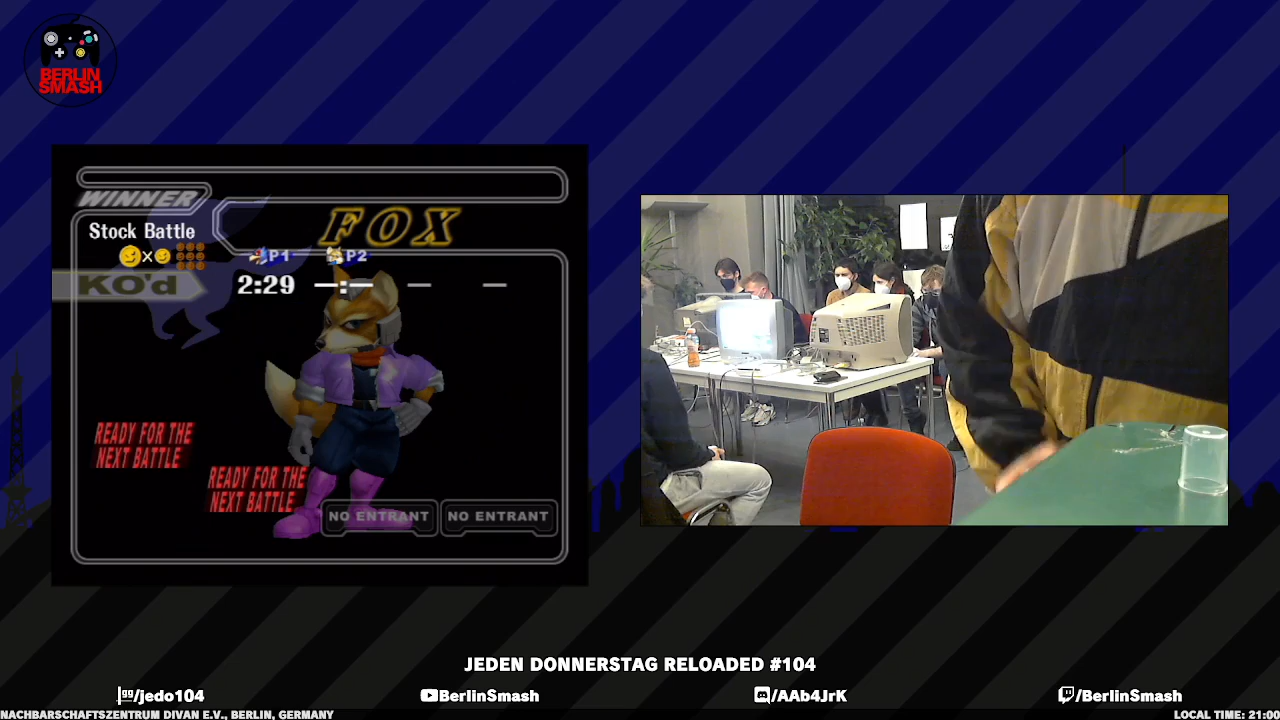 BERLIN
SMASH
WINNER
Stock Battle
FOX
P1
P2
KO'd
2:29
READY FOR THE
NEXT BATTLE
READY FOR THE
NEXT BATTLE
NO ENTRANT
NO ENTRANT
JEDEN DONNERSTAG RELOADED #104
gg/jedo104
BerlinSmash
/AAb4JrK
/BerlinSmash
NACHBARSCHAFTSZENTRUM DIVAN E.V., BERLIN, GERMANY
LOCAL TIME: 21:00